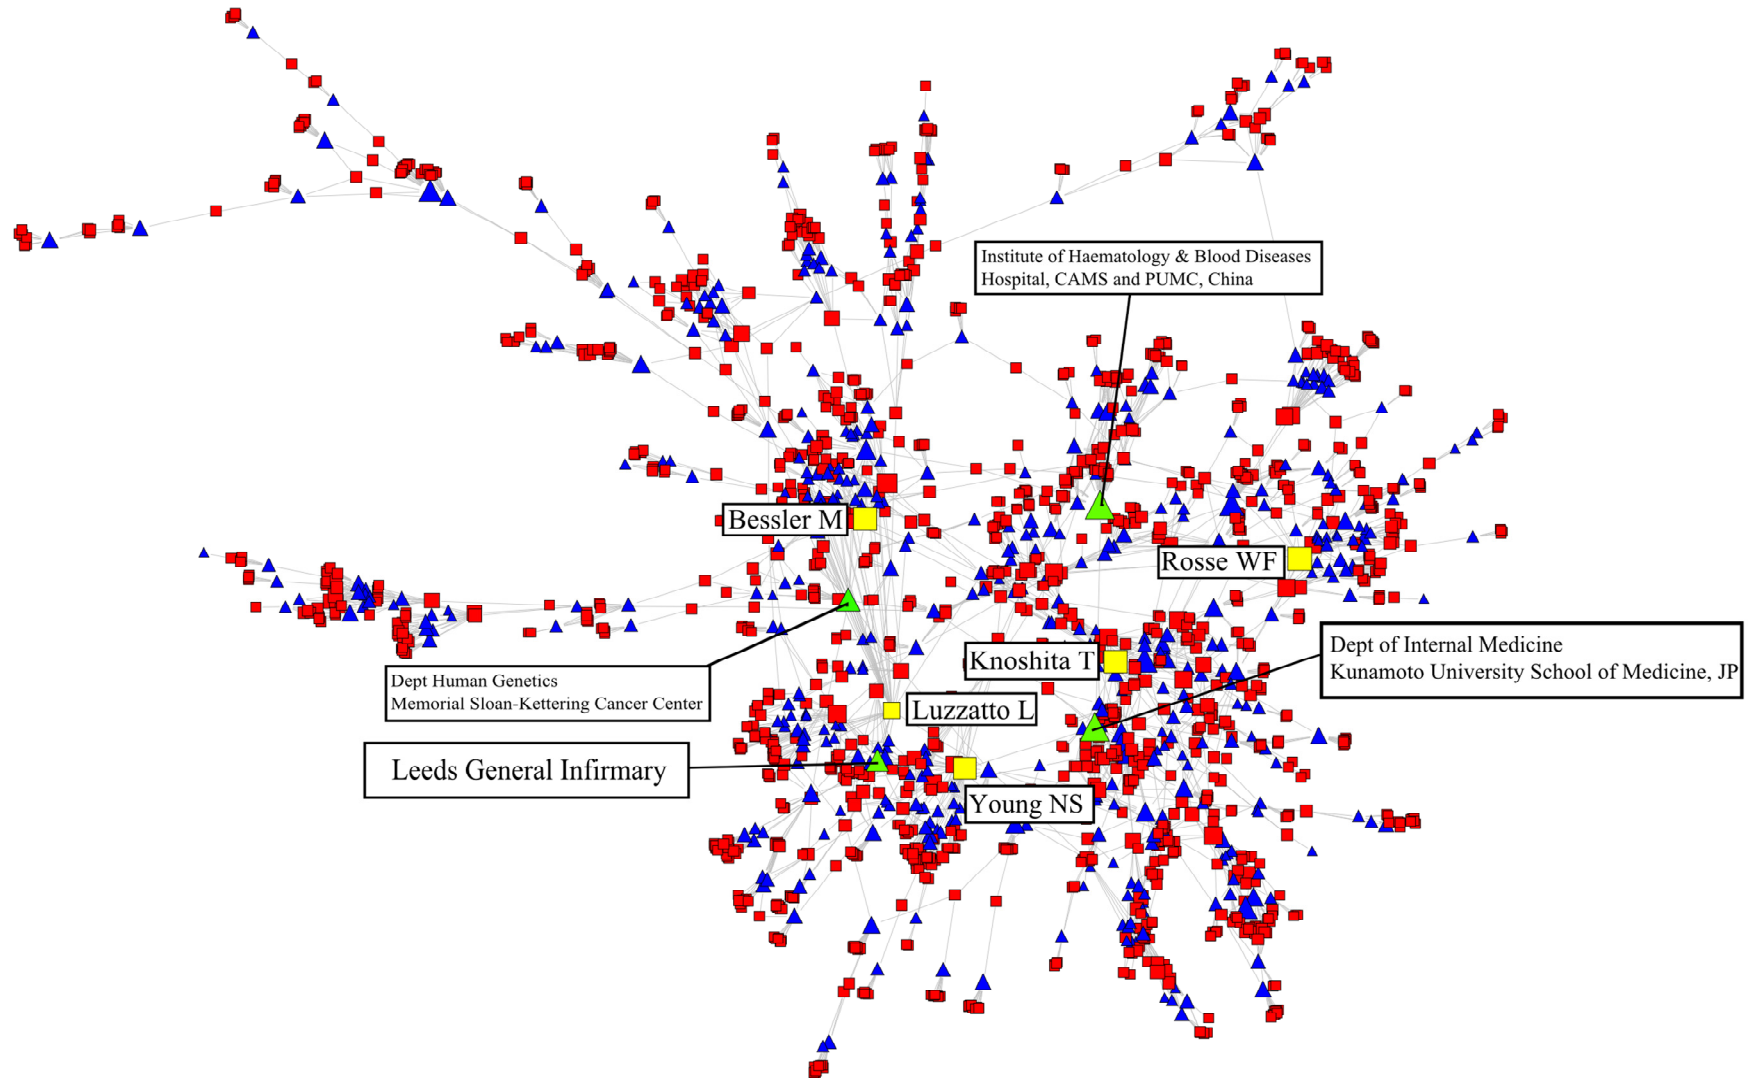 Institute of Haematology & Blood Diseases
Hospital, CAMS and PUMC, China
Bessler M
Rosse WF
Knoshita T
Dept of Internal Medicine
Kunamoto University School of Medicine, JP
Dept Human Genetics
Memorial Sloan-Kettering Cancer Center
Luzzatto L
Leeds General Infirmary
Young NS